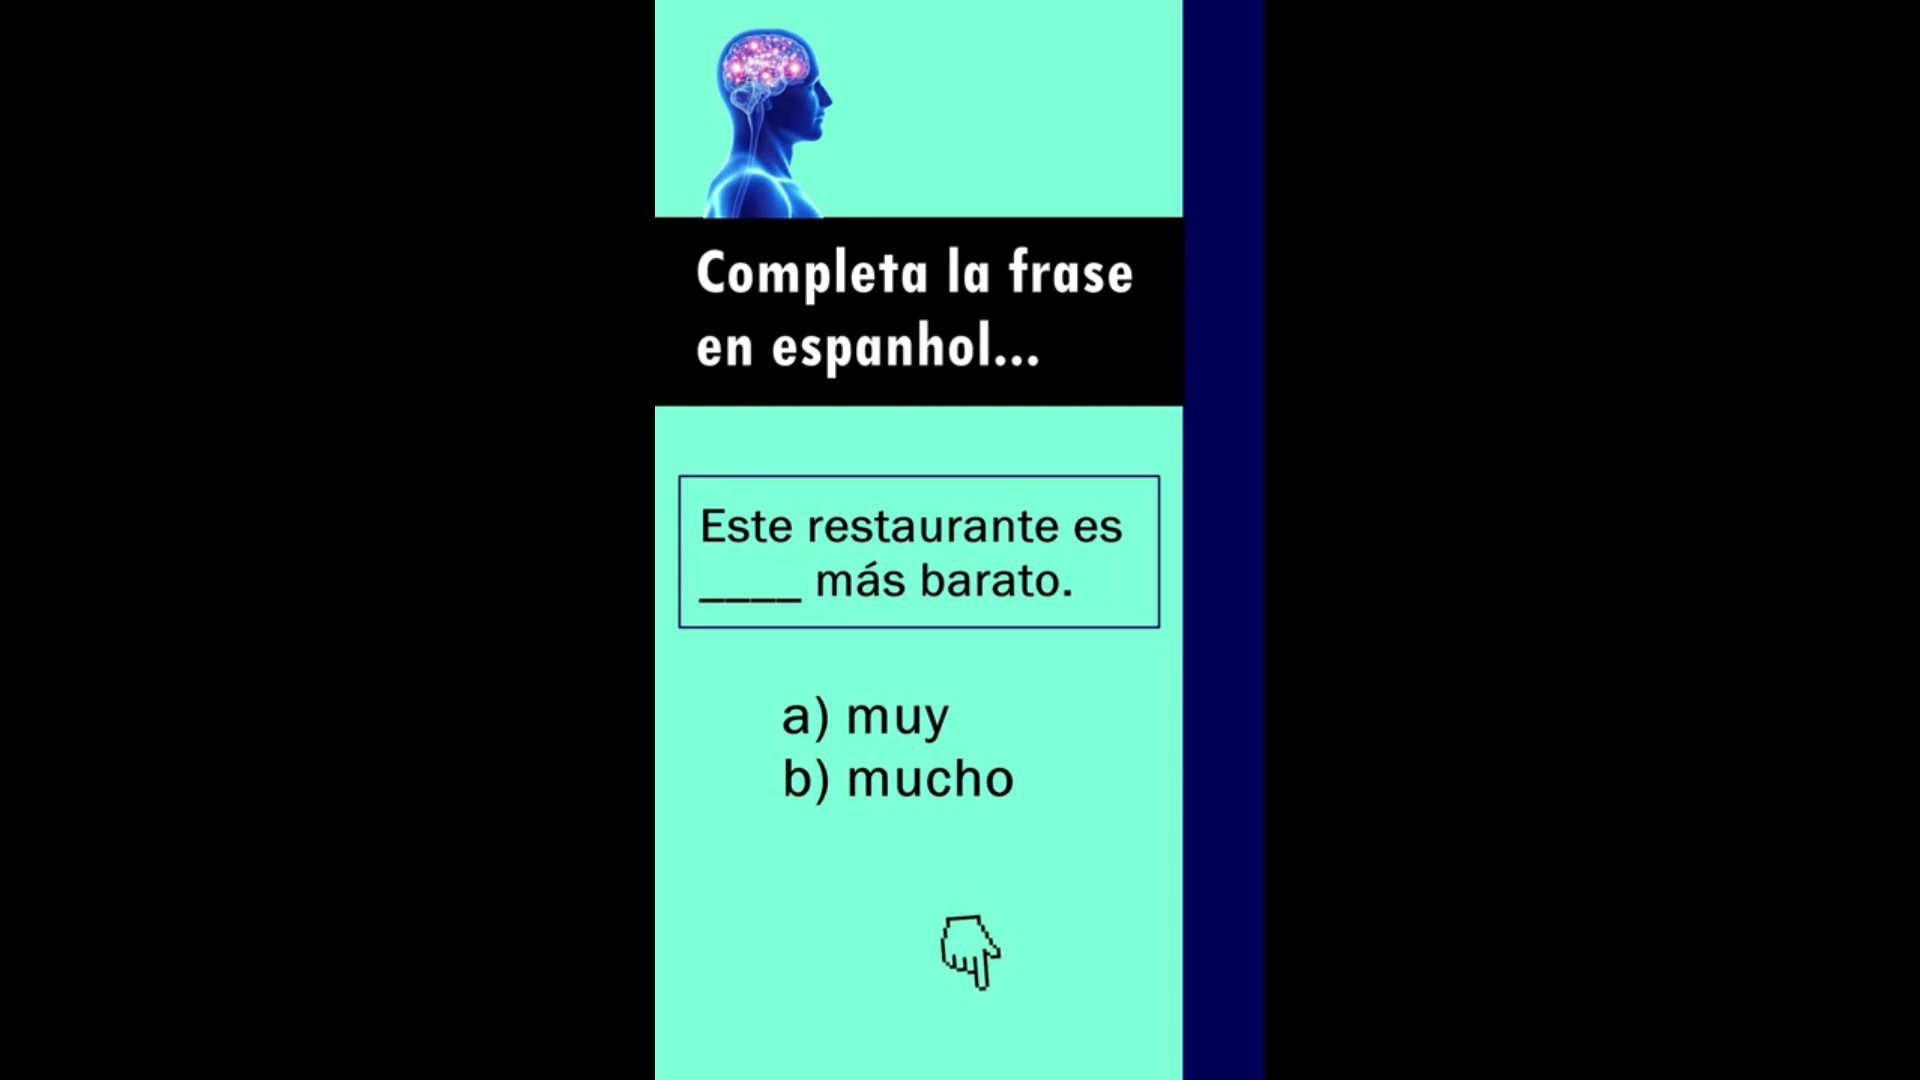 Completa la frase
en espanhol...
Este restaurante es
____ más barato.
a) muy
b) mucho